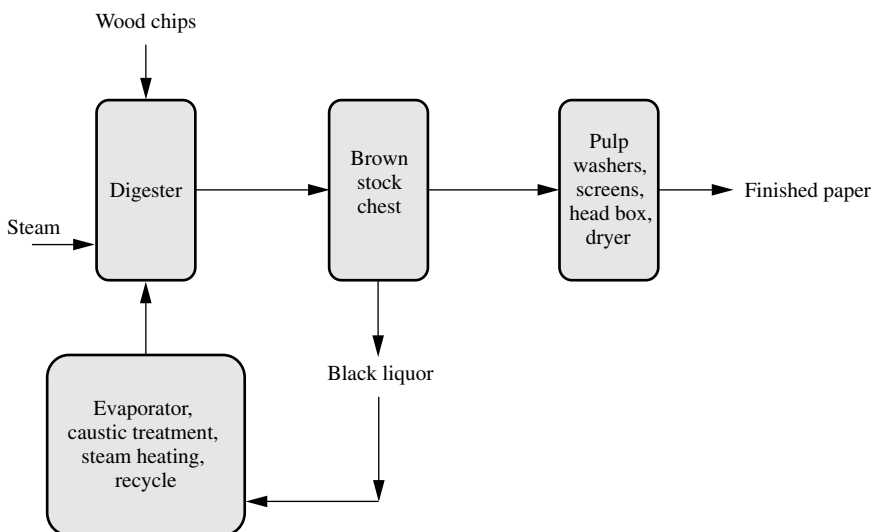 Wood chips
Digester
Steam
Brown
stock
chest
Pulp
washers,
screens,
head box,
dryer
Finished paper
Black liquor
Evaporator,
caustic treatment,
steam heating,
recycle